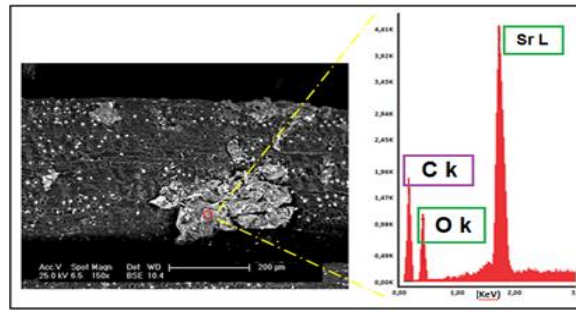 Acc.V Spot Magn Det WD
25.0 kV 6.5 150x BSE 10.4
200 µm
4,41K
3,92K
3,43K
2,94K
2,45K
1,96K
1,47K
0,98K
0,49K
0,00K
Sr L
C k
O k
0,00 1,00 [KeV] 2,00